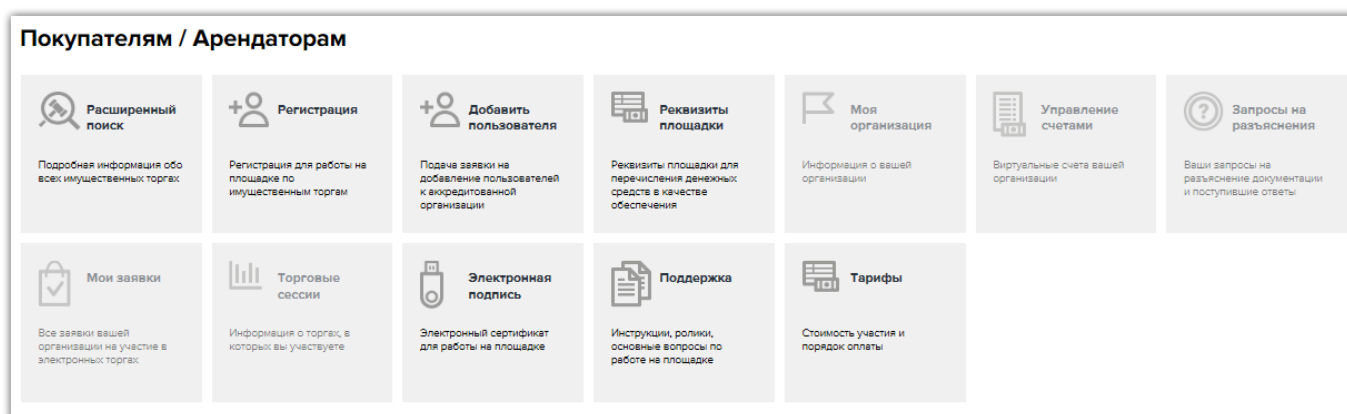 Покупателям / Арендаторам
Расширенный
поиск
Подробная информация обо
всех имущественных торгах
Регистрация
Регистрация для работы на
площадке по
имущественным торгам
Добавить
пользователя
Подача заявки на
добавление пользователей
к аккредитованной
организации
Реквизиты
площадки
Реквизиты площадки для
перечисления денежных
средств в качестве
обеспечения
Моя
организация
Информация о вашей
организации
Управление
счетами
Виртуальные счета вашей
организации
Запросы на
разъяснения
Ваши запросы на
разъяснение документации
и поступившие ответы
Мои заявки
Все заявки вашей
организации на участие в
электронных торгах
Торговые
сессии
Информация о торгах, в
которых вы участвуете
Электронная
подпись
Электронный сертификат
для работы на площадке
Поддержка
Инструкции, ролики,
основные вопросы по
работе на площадке
Тарифы
Стоимость участия и
порядок оплаты